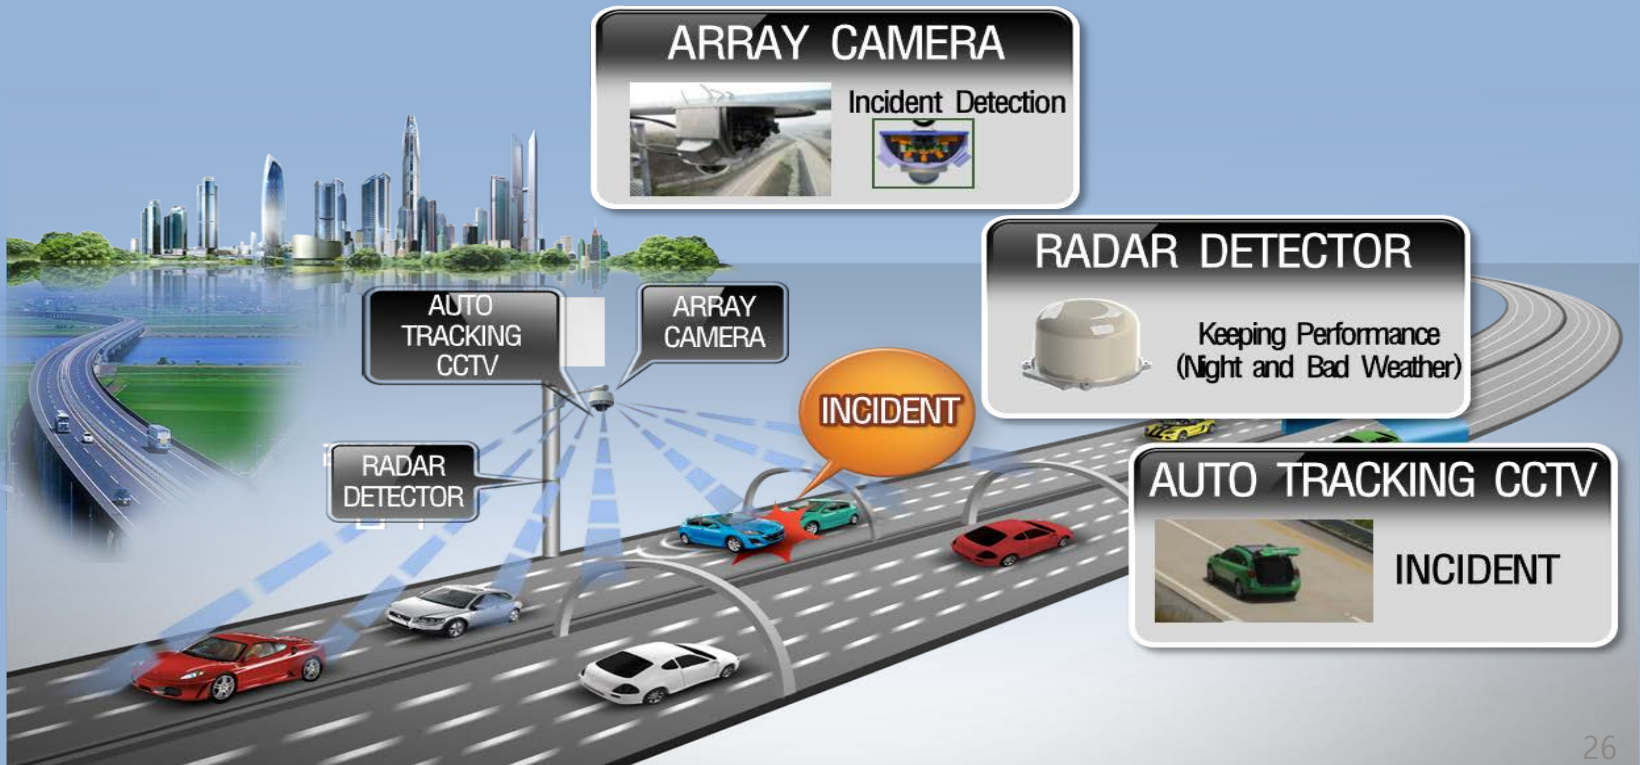 ARRAY CAMERA
Incident Detection
RADAR DETECTOR
Keeping Performance
(Night and Bad Weather)
AUTO
TRACKING
CCTV
ARRAY
CAMERA
INCIDENT
RADAR
DETECTOR
AUTO TRACKING CCTV
INCIDENT
26